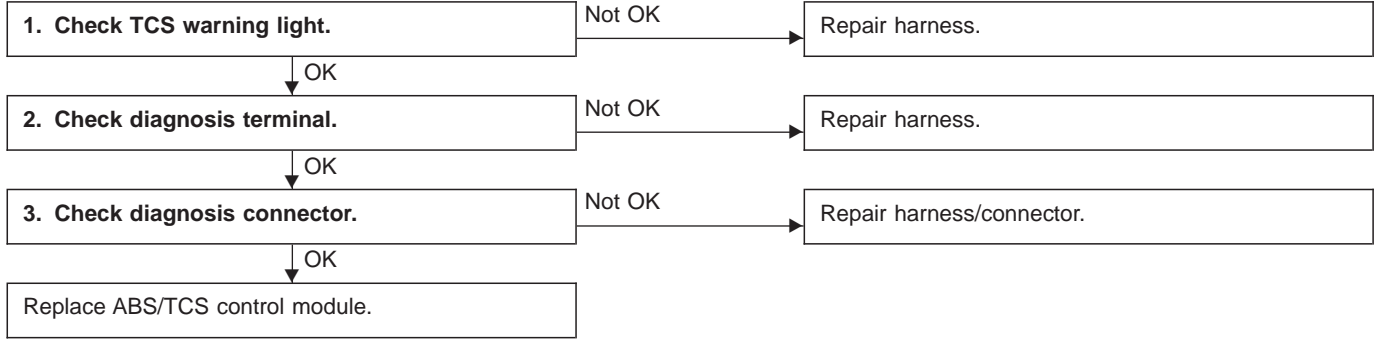 1. Check TCS warning light.
Not OK
Repair harness.
OK
2. Check diagnosis terminal.
Not OK
Repair harness.
OK
3. Check diagnosis connector.
Not OK
Repair harness/connector.
OK
Replace ABS/TCS control module.